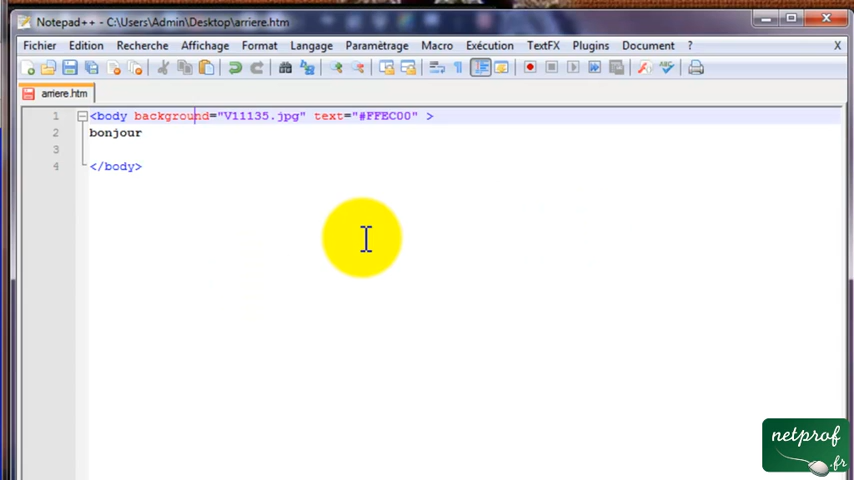 Notepad++ - C:\Users\Admin\Desktop\arriere.htm
Fichier Edition Recherche Affichage Format Langage Paramètrage Macro Exécution TextFX Plugins Document ? X
arriere.htm
1 <body background="V11135.jpg" text="#FFEC00" >
2 bonjour
3
4 </body>
netprof
.fr